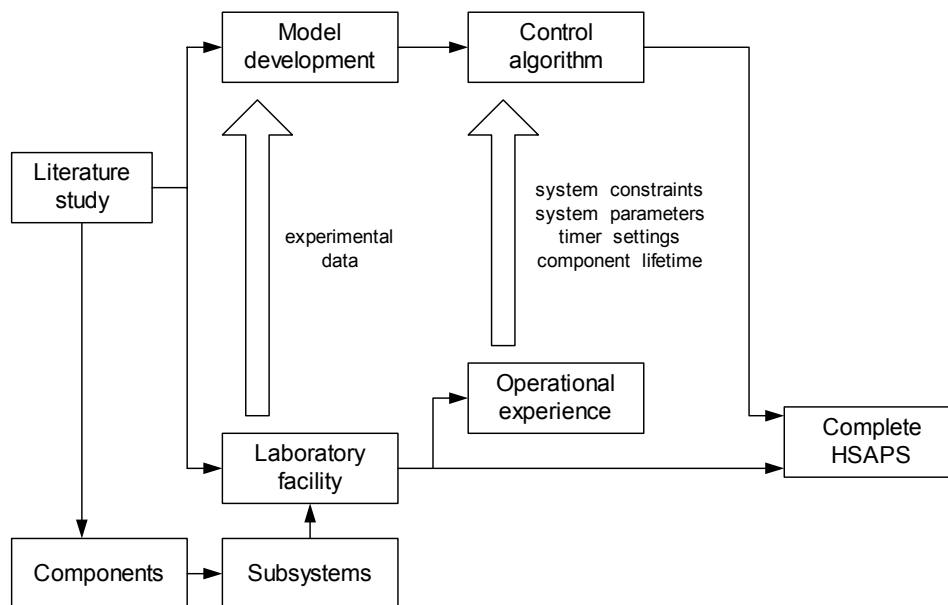 Model
development
Control
algorithm
Literature
study
experimental
data
system constraints
system parameters
timer settings
component lifetime
Operational
experience
Complete
HSAPS
Laboratory
facility
Components
Subsystems